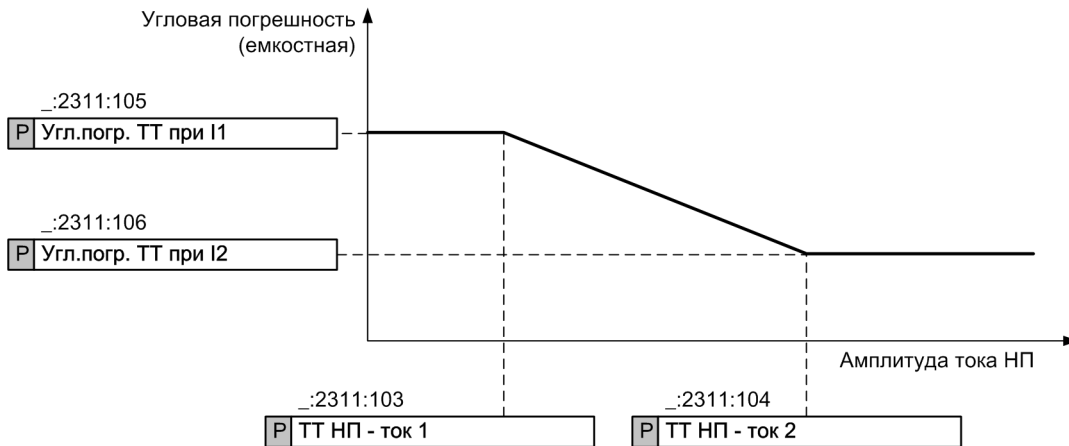 Угловая погрешность
(емкостная)
_:2311:105
P Угл.погр. ТТ при I1
_:2311:106
P Угл.погр. ТТ при I2
Амплитуда тока НП
_:2311:103
P ТТ НП - ток 1
_:2311:104
P ТТ НП - ток 2